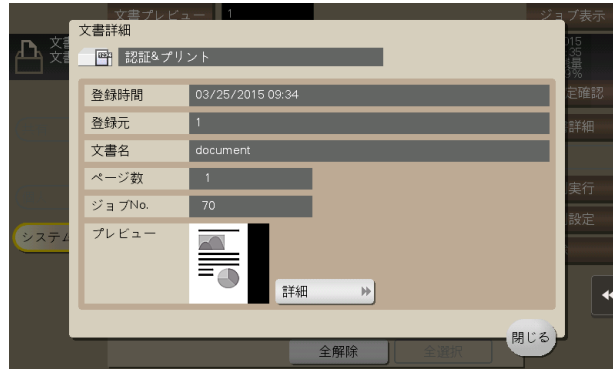 文書プレビュー 1
ジョブ表示
文書詳細
認証&プリント
登録時間 03/25/2015 09:34
登録元 1
文書名 document
ページ数 1
ジョブNo. 70
プレビュー
詳細
閉じる
全解除 全選択
システム
定確認
詳細
実行
設定